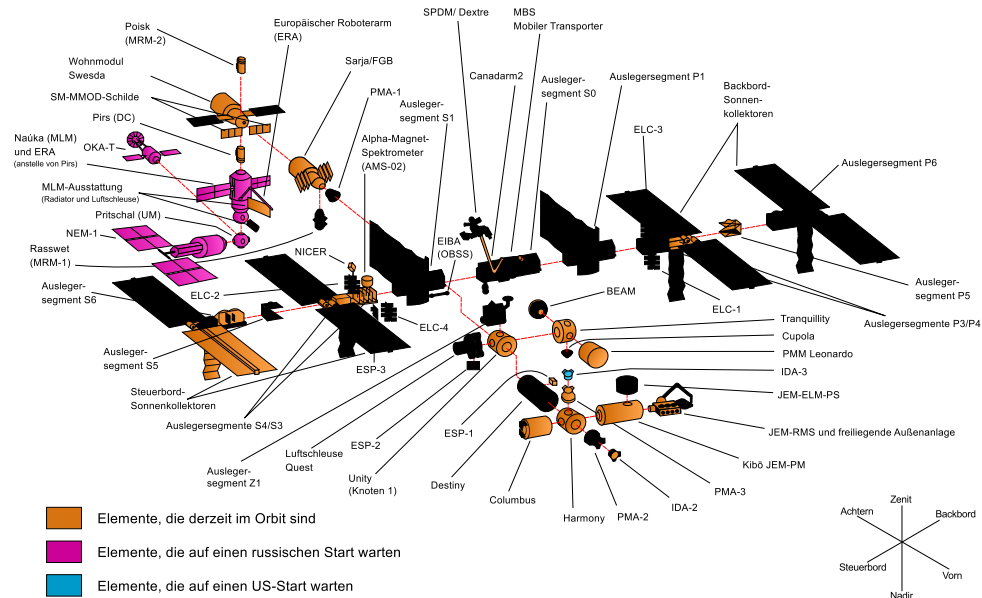 SPDM/ Dextre
MBS
Mobiler Transporter
Poisk
(MRM-2)
Europäischer Roboterarm
(ERA)
Wohnmodul
Swesda
Sarja/FGB
PMA-1
Canadarm2
Ausleger-
segment S0
Auslegersegment P1
Backbord-
Sonnen-
kollektoren
SM-MMOD-Schilde
Ausleger-
segment S1
Pirs (DC)
ELC-3
Naúka (MLM)
und ERA
(anstelle von Pirs)
OKA-T
Alpha-Magnet-
Spektrometer
(AMS-02)
Auslegersegment P6
MLM-Ausstattung
(Radiator und Luftschleuse)
Pritschal (UM)
NEM-1
Rasswet
(MRM-1)
NICER
EIBA
(OBSS)
Ausleger-
segment S6
ELC-2
BEAM
ELC-1
Ausleger-
segment P5
Auslegersegmente P3/P4
ELC-4
Tranquillity
Cupola
PMM Leonardo
Ausleger-
segment S5
ESP-3
IDA-3
Steuerbord-
Sonnenkollektoren
JEM-ELM-PS
Auslegersegmente S4/S3
ESP-1
JEM-RMS und freiliegende Außenanlage
ESP-2
Luftschleuse
Quest
Kibō JEM-PM
Ausleger-
segment Z1
Unity
(Knoten 1)
Destiny
Columbus
Harmony
PMA-2
IDA-2
PMA-3
Elemente, die derzeit im Orbit sind
Elemente, die auf einen russischen Start warten
Elemente, die auf einen US-Start warten
Zenit
Achtern
Backbord
Steuerbord
Vorn
Nadir